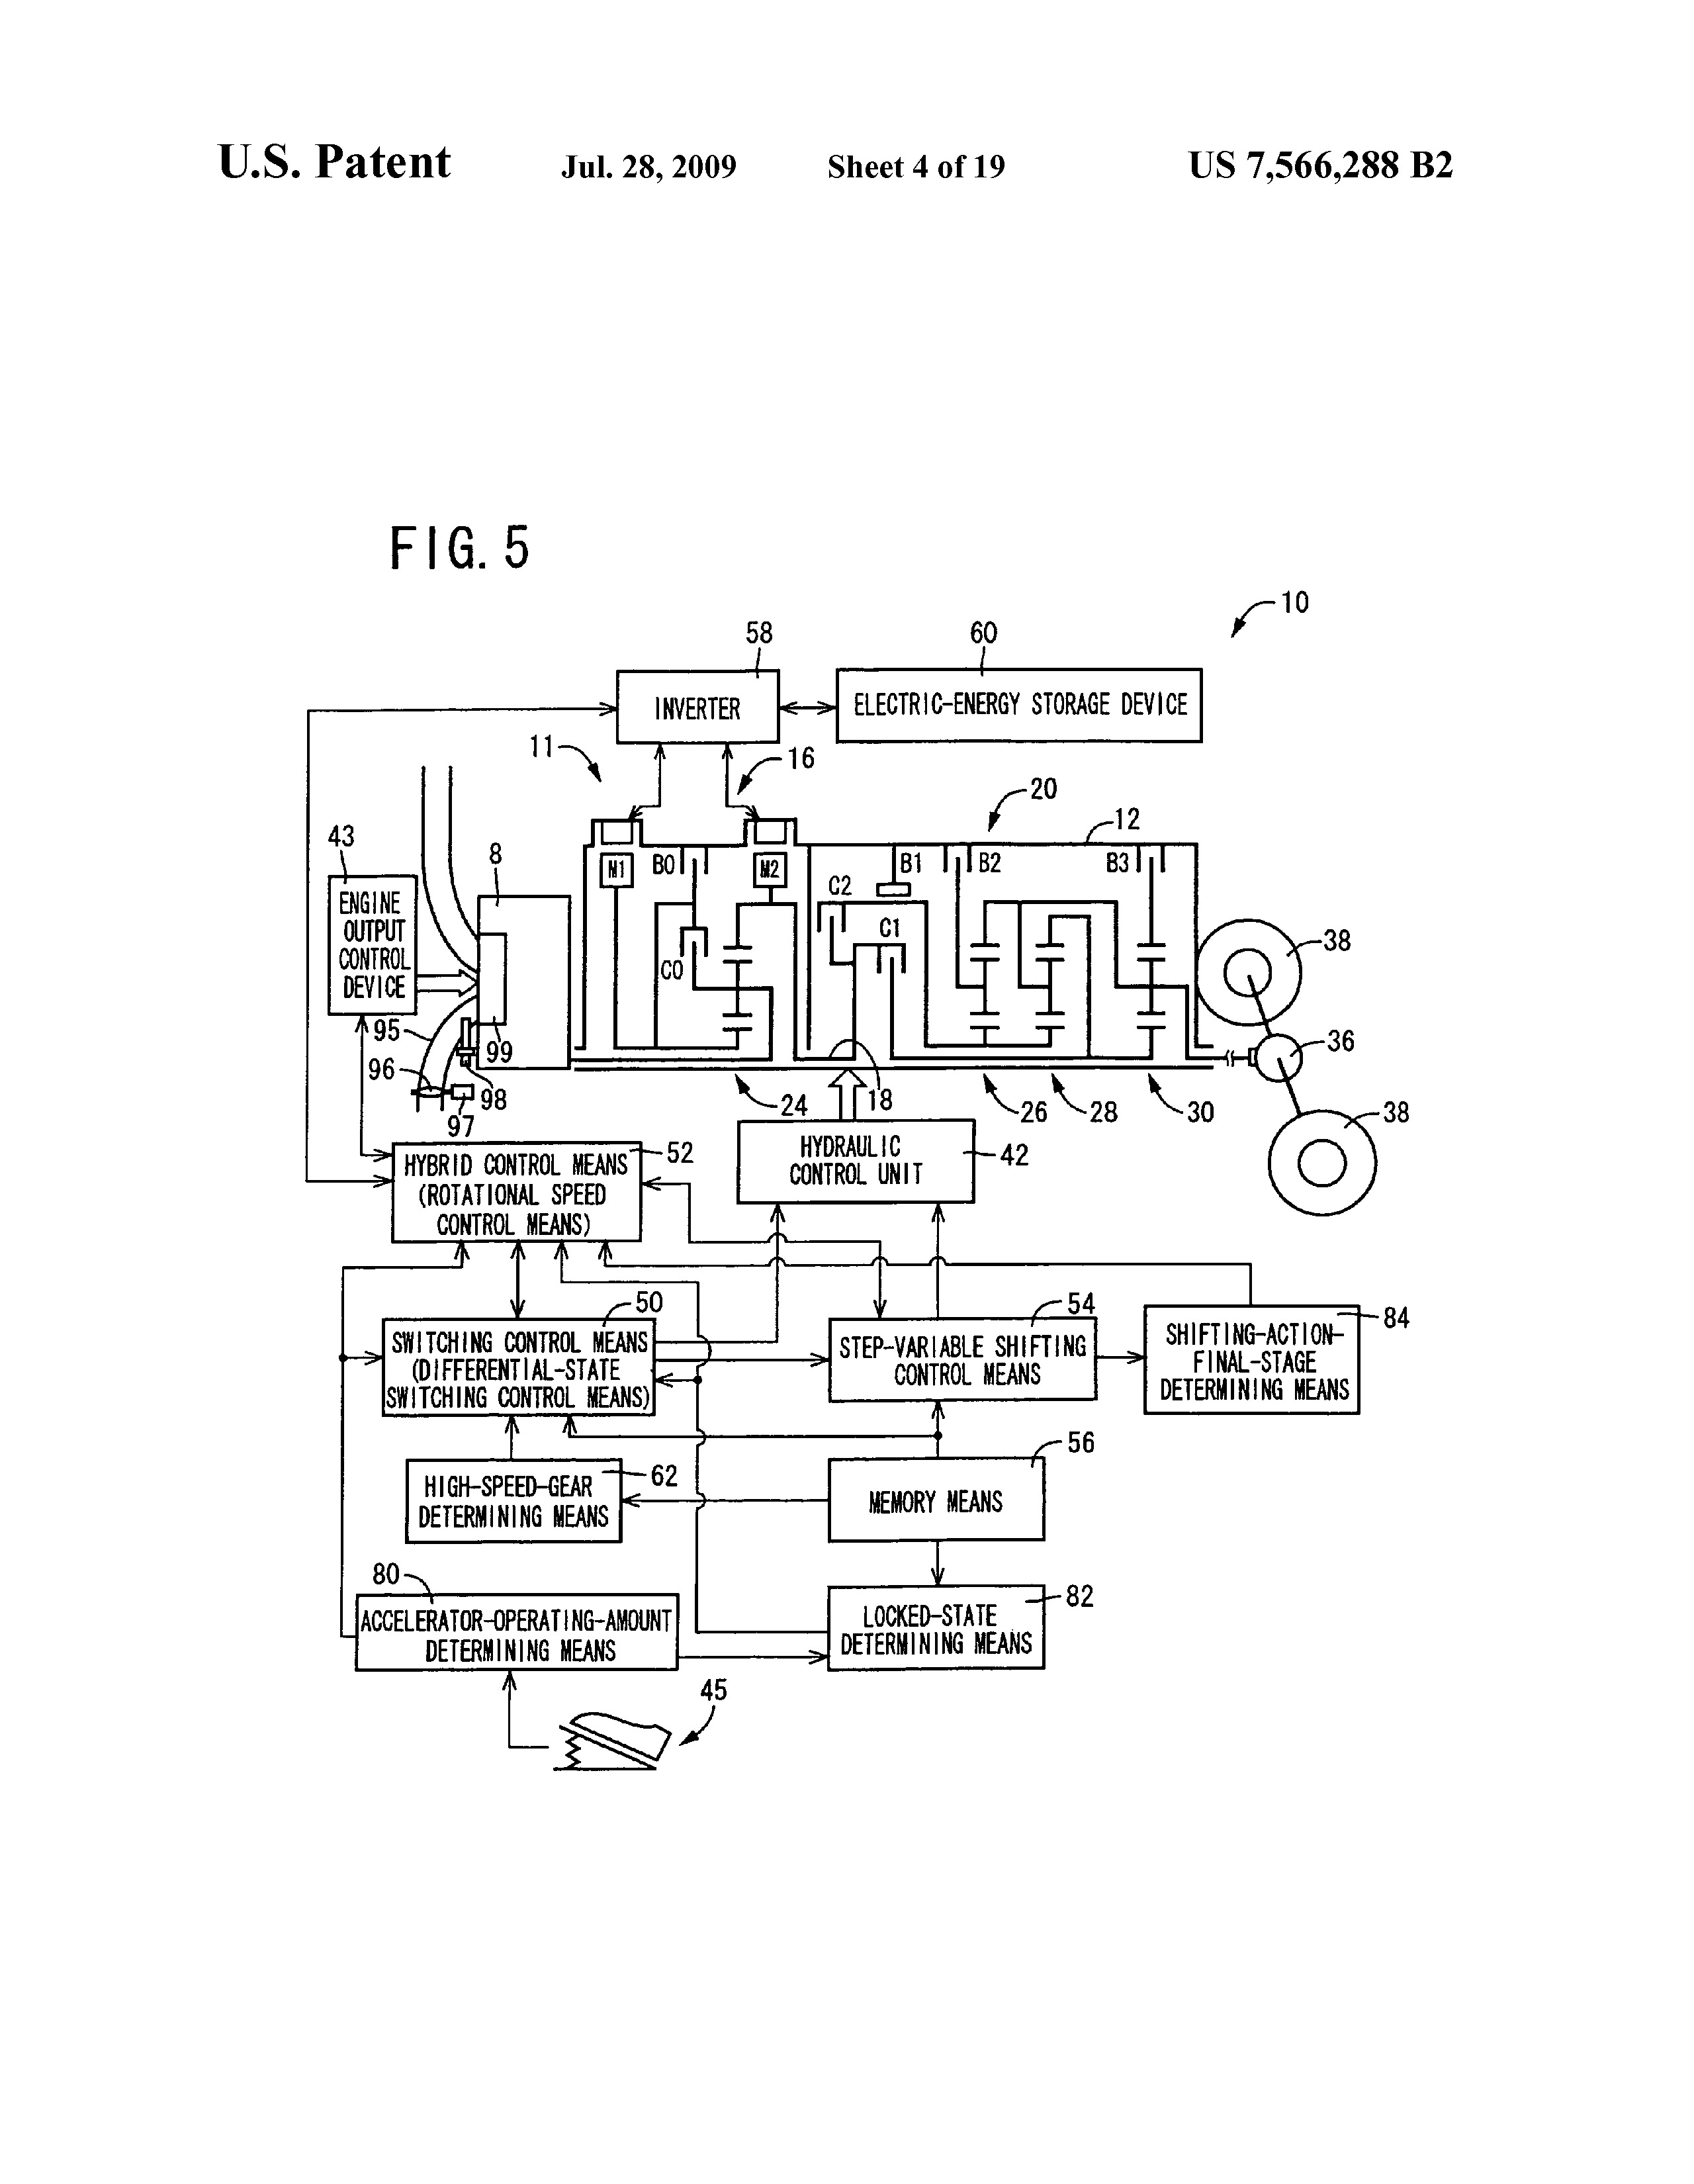 U.S. Patent Jul. 28, 2009 Sheet 4 of 19 US 7,566,288 B2
FIG. 5
10
58
60
INVERTER
ELECTRIC-ENERGY STORAGE DEVICE
11
16
20
12
43
8
M1
B0
M2
B1
B2
B3
C2
C1
C0
ENGINE
OUTPUT
CONTROL
DEVICE
38
95
99
36
96
98
97
24
18
26
28
30
38
52
HYBRID CONTROL MEANS
(ROTATIONAL SPEED
CONTROL MEANS)
HYDRAULIC
CONTROL UNIT
42
50
SWITCHING CONTROL MEANS
(DIFFERENTIAL-STATE
SWITCHING CONTROL MEANS)
54
STEP-VARIABLE SHIFTING
CONTROL MEANS
84
SHIFTING-ACTION-
FINAL-STAGE
DETERMINING MEANS
62
HIGH-SPEED-GEAR
DETERMINING MEANS
56
MEMORY MEANS
80
ACCELERATOR-OPERATING-AMOUNT
DETERMINING MEANS
82
LOCKED-STATE
DETERMINING MEANS
45